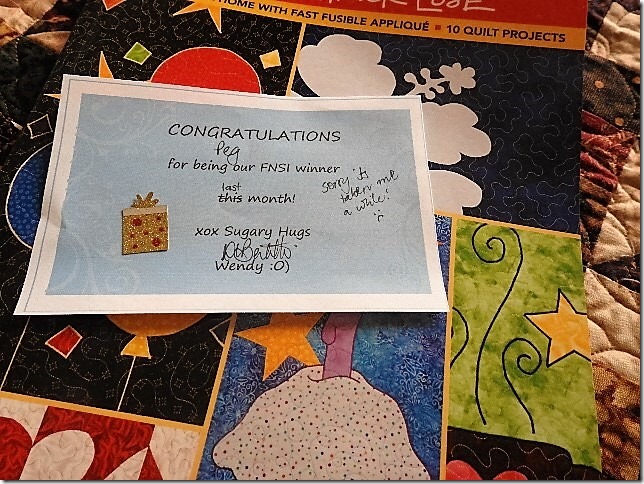 HOME WITH FAST FUSIBLE APPLIQUÉ ■ 10 QUILT PROJECTS
CONGRATULATIONS
Peg
for being our FNSI winner
last
this month!
sorry it's
taken me
a while!
xox Sugary Hugs
Wendy :O)